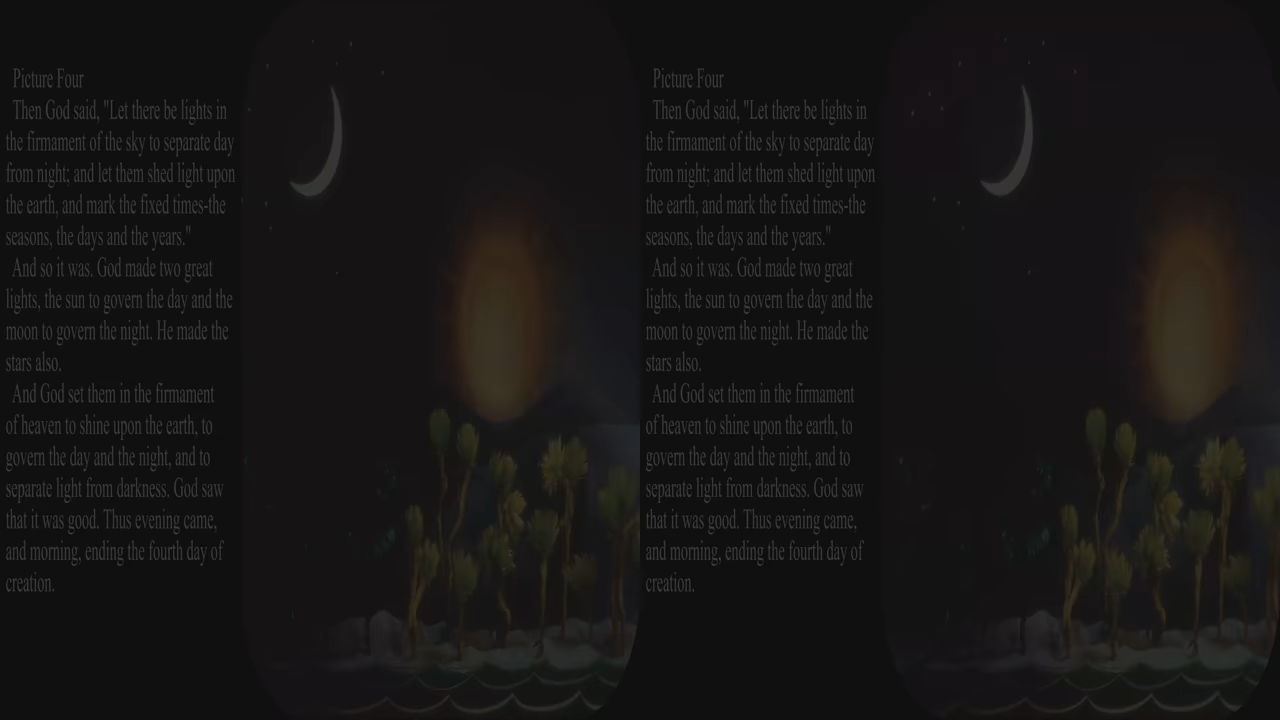 Picture Four
Then God said, "Let there be lights in
the firmament of the sky to separate day
from night; and let them shed light upon
the earth, and mark the fixed times-the
seasons, the days and the years."
And so it was. God made two great
lights, the sun to govern the day and the
moon to govern the night. He made the
stars also.
And God set them in the firmament
of heaven to shine upon the earth, to
govern the day and the night, and to
separate light from darkness. God saw
that it was good. Thus evening came,
and morning, ending the fourth day of
creation.
Picture Four
Then God said, "Let there be lights in
the firmament of the sky to separate day
from night; and let them shed light upon
the earth, and mark the fixed times-the
seasons, the days and the years."
And so it was. God made two great
lights, the sun to govern the day and the
moon to govern the night. He made the
stars also.
And God set them in the firmament
of heaven to shine upon the earth, to
govern the day and the night, and to
separate light from darkness. God saw
that it was good. Thus evening came,
and morning, ending the fourth day of
creation.